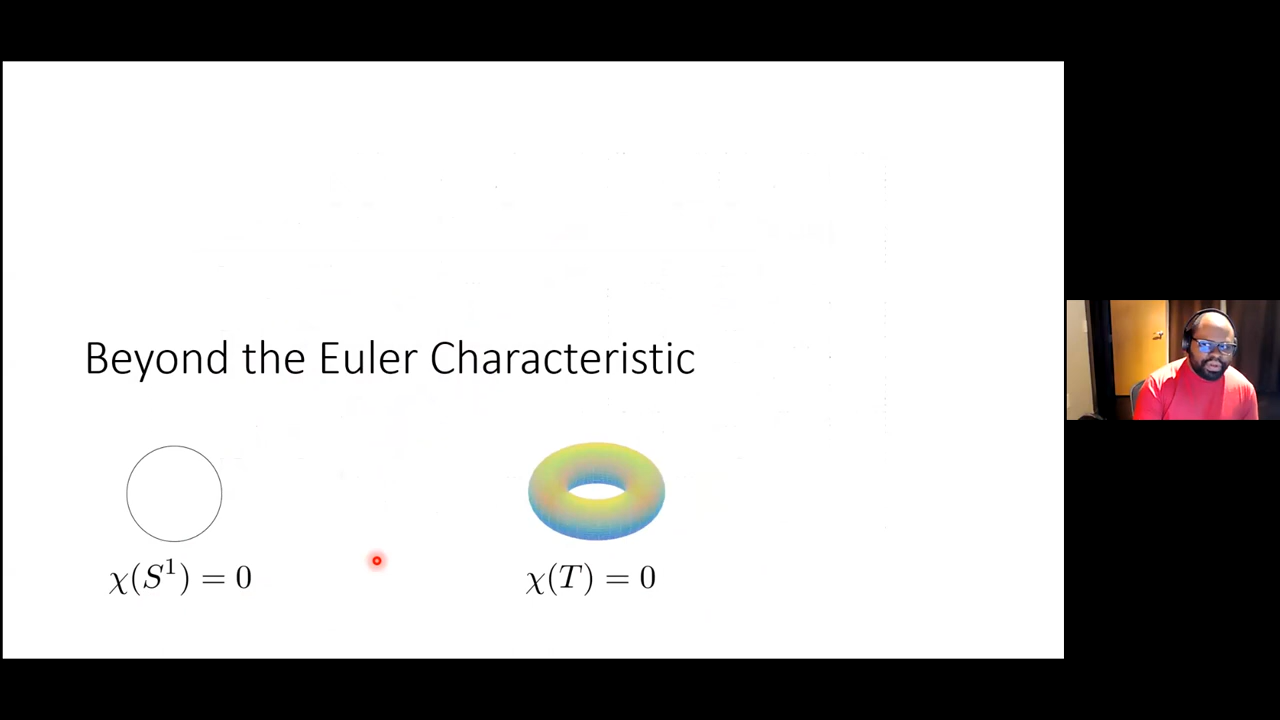 Beyond the Euler Characteristic
χ(S¹) = 0
χ(T) = 0